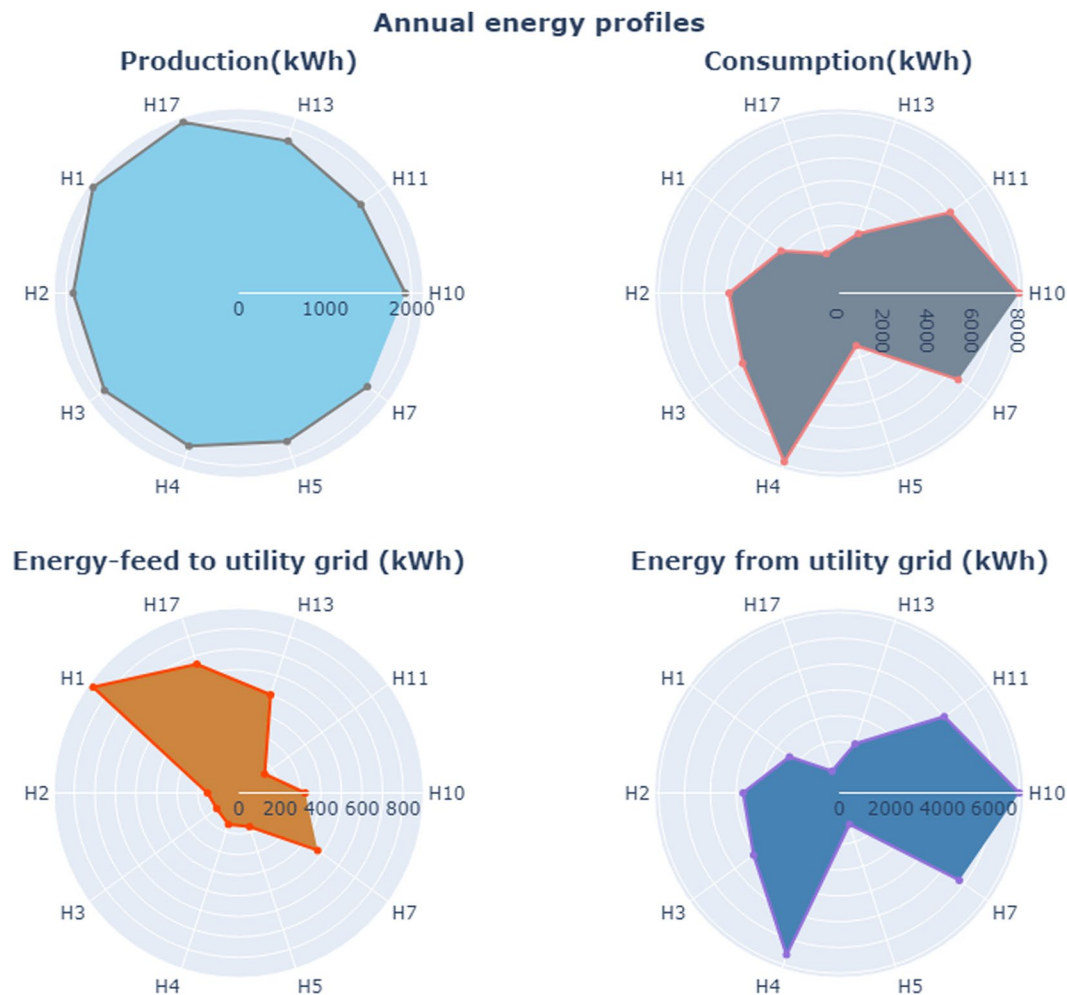 Annual energy profiles
Production(kWh)
H17
H13
H1
H11
H2
0
1000
2000
H10
H3
H7
H4
H5
Consumption(kWh)
H17
H13
H1
H11
H2
0
2000
4000
6000
8000
H10
H3
H7
H4
H5
Energy-feed to utility grid (kWh)
H17
H13
H1
H11
H2
0
200
400
600
800
H10
H3
H7
H4
H5
Energy from utility grid (kWh)
H17
H13
H1
H11
H2
0
2000
4000
6000
H10
H3
H7
H4
H5